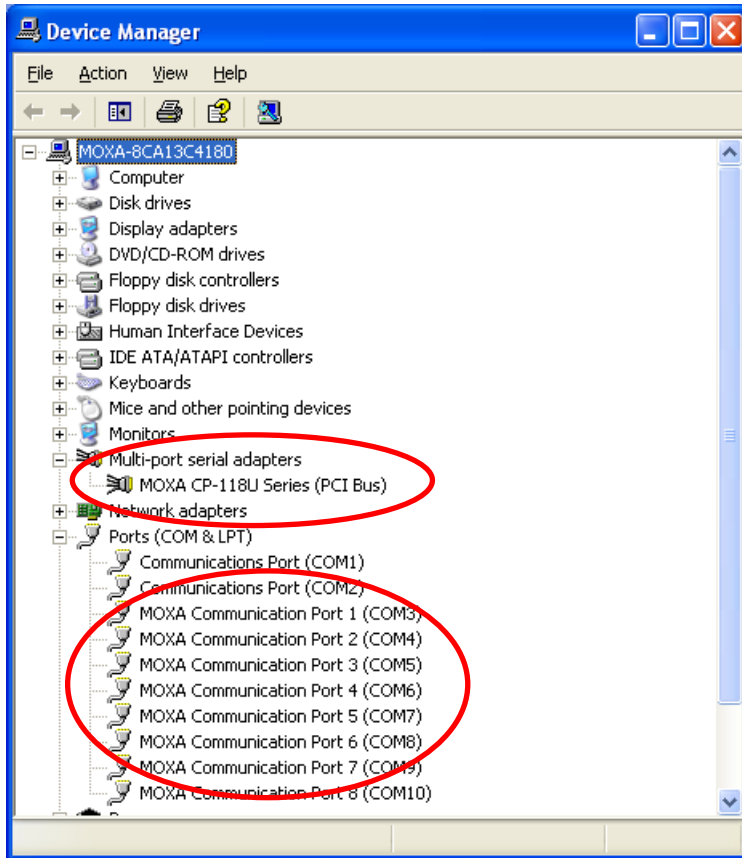 Device Manager
File Action View Help
MOXA-8CA13C4180
Computer
Disk drives
Display adapters
DVD/CD-ROM drives
Floppy disk controllers
Floppy disk drives
Human Interface Devices
IDE ATA/ATAPI controllers
Keyboards
Mice and other pointing devices
Monitors
Multi-port serial adapters
MOXA CP-118U Series (PCI Bus)
Network adapters
Ports (COM & LPT)
Communications Port (COM1)
Communications Port (COM2)
MOXA Communication Port 1 (COM3)
MOXA Communication Port 2 (COM4)
MOXA Communication Port 3 (COM5)
MOXA Communication Port 4 (COM6)
MOXA Communication Port 5 (COM7)
MOXA Communication Port 6 (COM8)
MOXA Communication Port 7 (COM9)
MOXA Communication Port 8 (COM10)